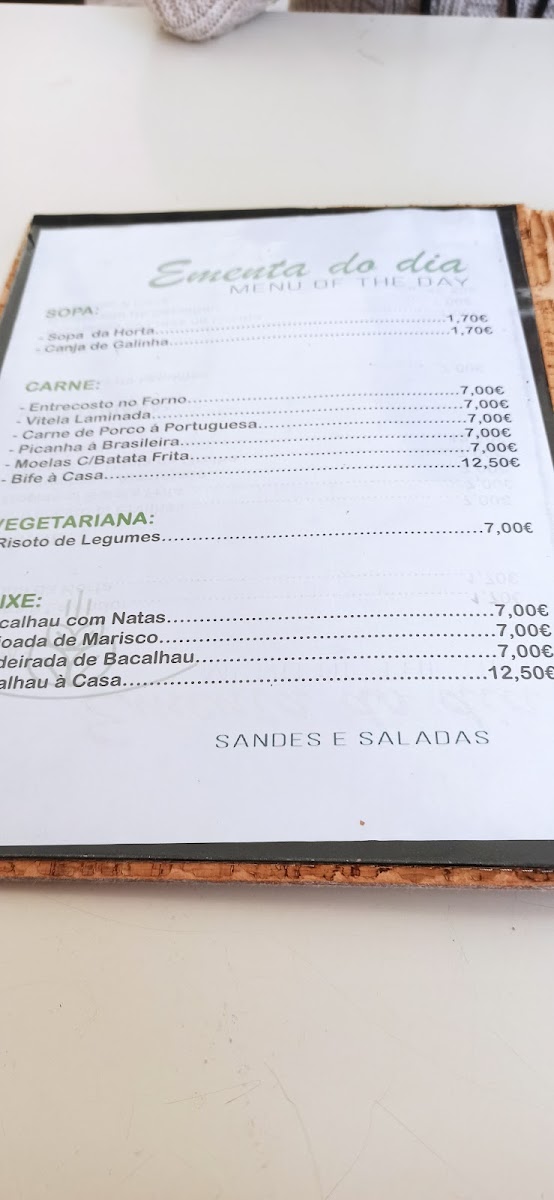 Ementa do dia
MENU OF THE DAY
SOPA:
- Sopa da Horta...1,70€
- Canja de Galinha...1,70€
CARNE:
- Entrecosto no Forno...7,00€
- Vitela Laminada...7,00€
- Carne de Porco á Portuguesa...7,00€
- Picanha à Brasileira...7,00€
- Moelas C/Batata Frita...7,00€
- Bife à Casa...12,50€
VEGETARIANA:
Risoto de Legumes...7,00€
IXE:
calhau com Natas...7,00€
joada de Marisco...7,00€
deirada de Bacalhau...7,00€
alhau à Casa...12,50€
SANDES E SALADAS